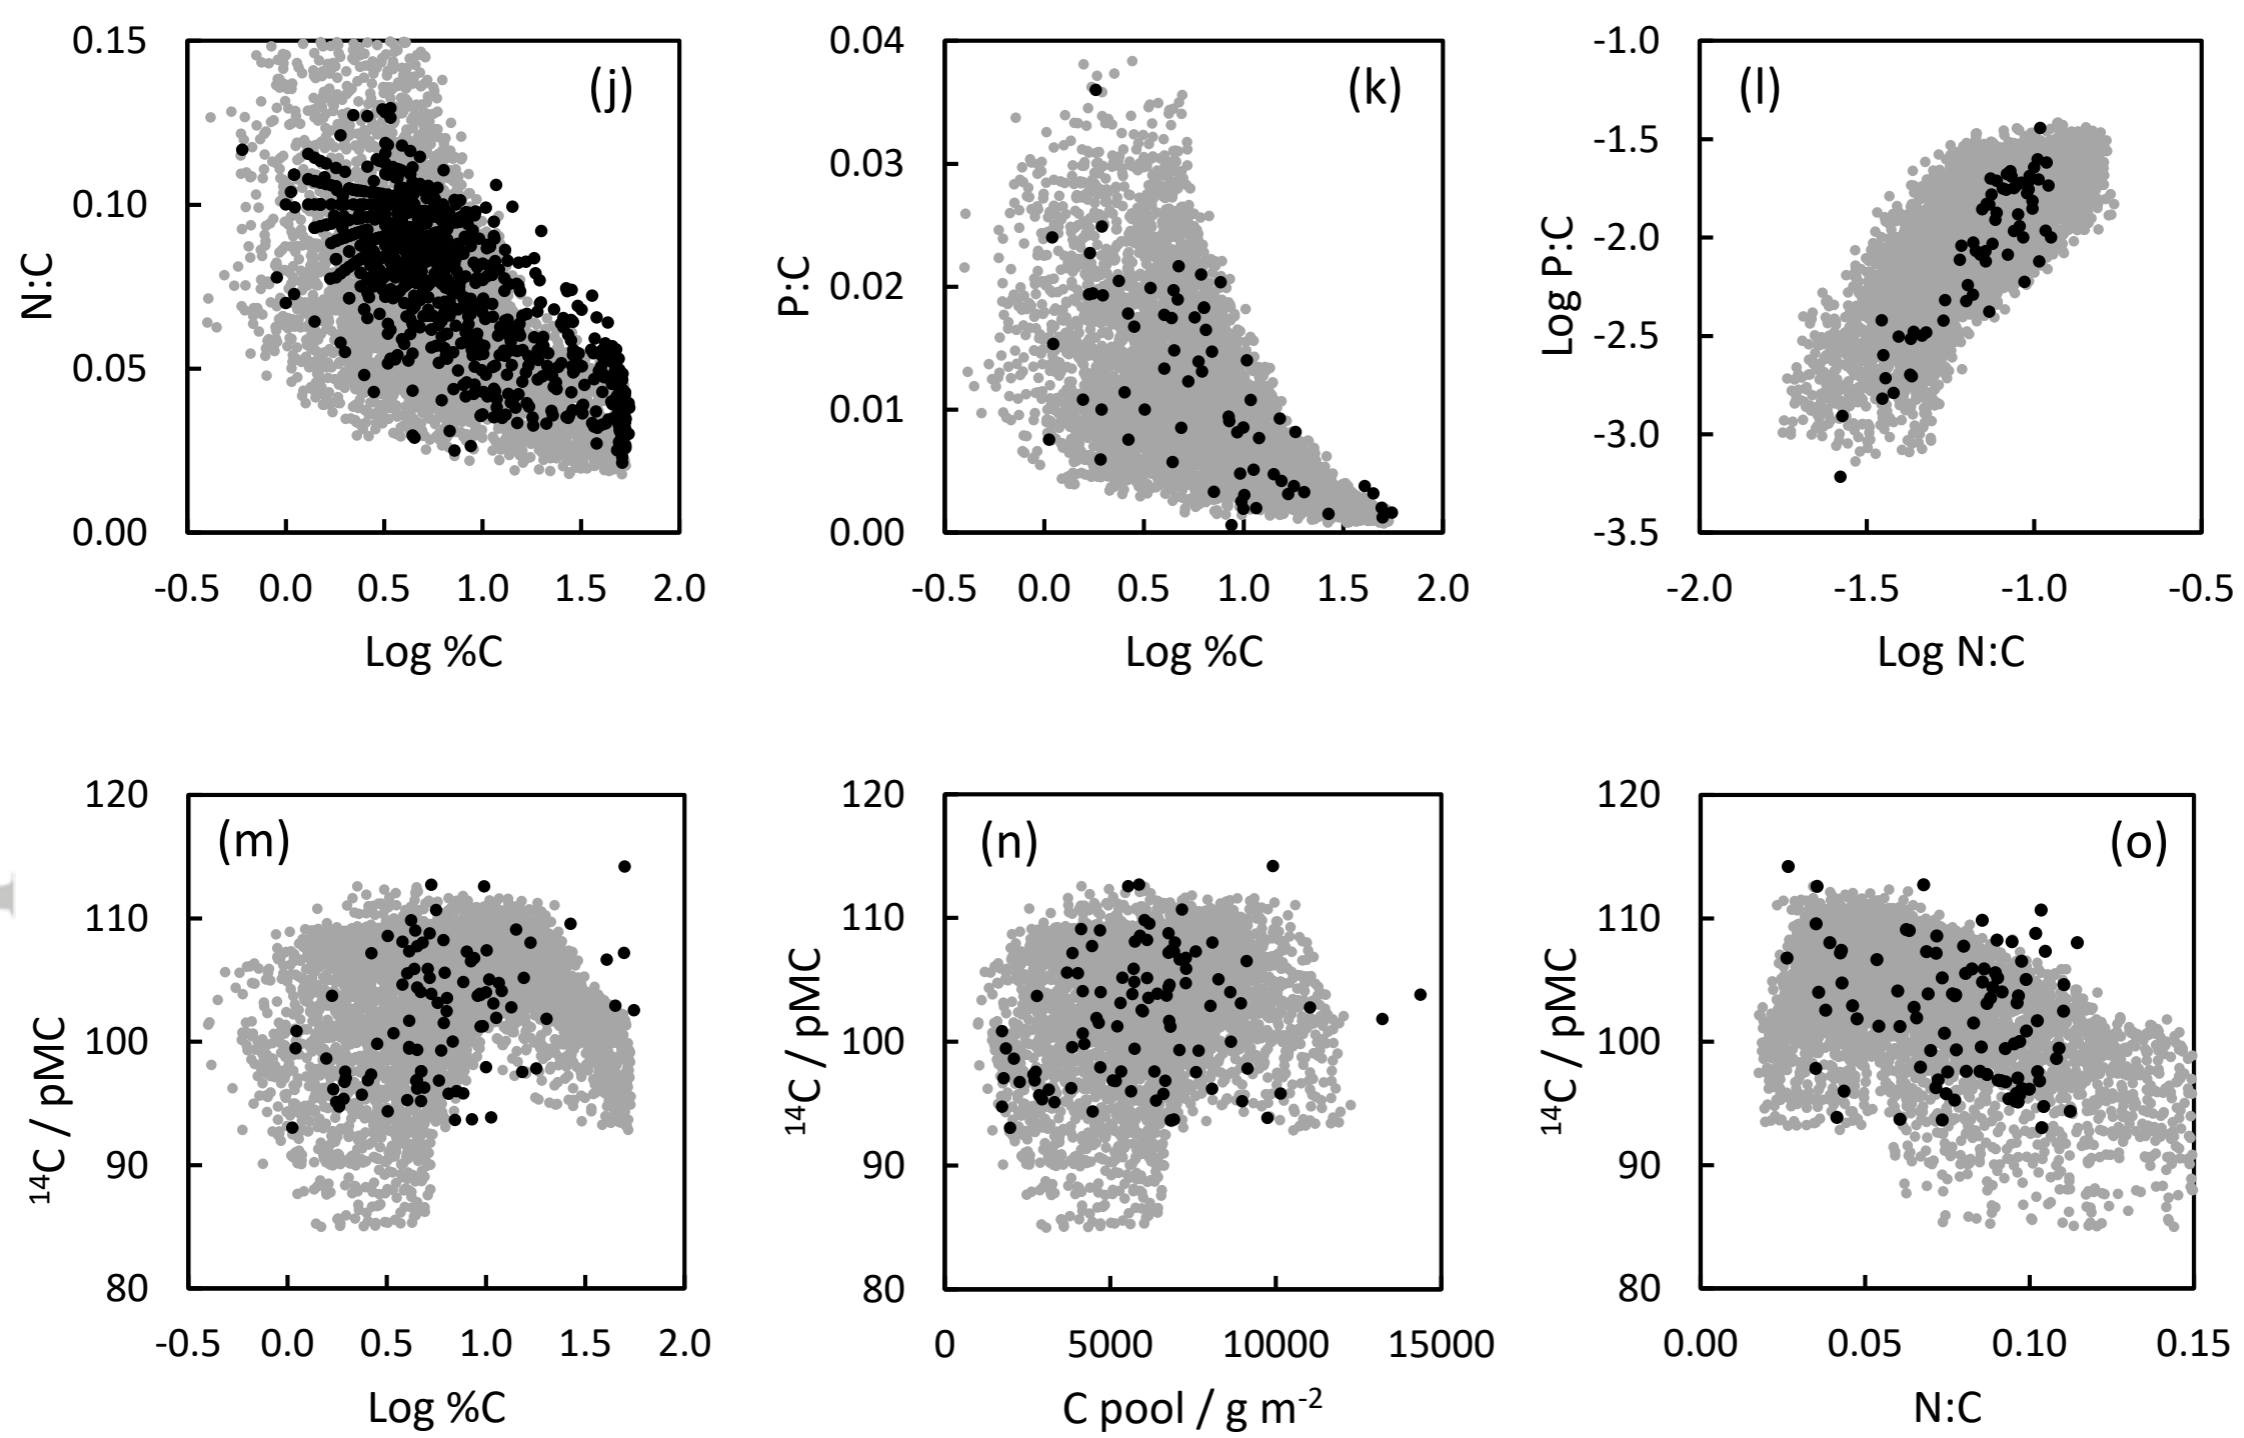 0.15
0.10
0.05
0.00
N:C
(j)
-0.5 0.0 0.5 1.0 1.5 2.0
Log %C
0.04
0.03
0.02
0.01
0.00
P:C
(k)
-0.5 0.0 0.5 1.0 1.5 2.0
Log %C
-1.0
-1.5
-2.0
-2.5
-3.0
-3.5
Log P:C
(l)
-2.0 -1.5 -1.0 -0.5
Log N:C
120
110
100
90
80
¹⁴C / pMC
(m)
-0.5 0.0 0.5 1.0 1.5 2.0
Log %C
120
110
100
90
80
¹⁴C / pMC
(n)
0 5000 10000 15000
C pool / g m⁻²
120
110
100
90
80
¹⁴C / pMC
(o)
0.00 0.05 0.10 0.15
N:C